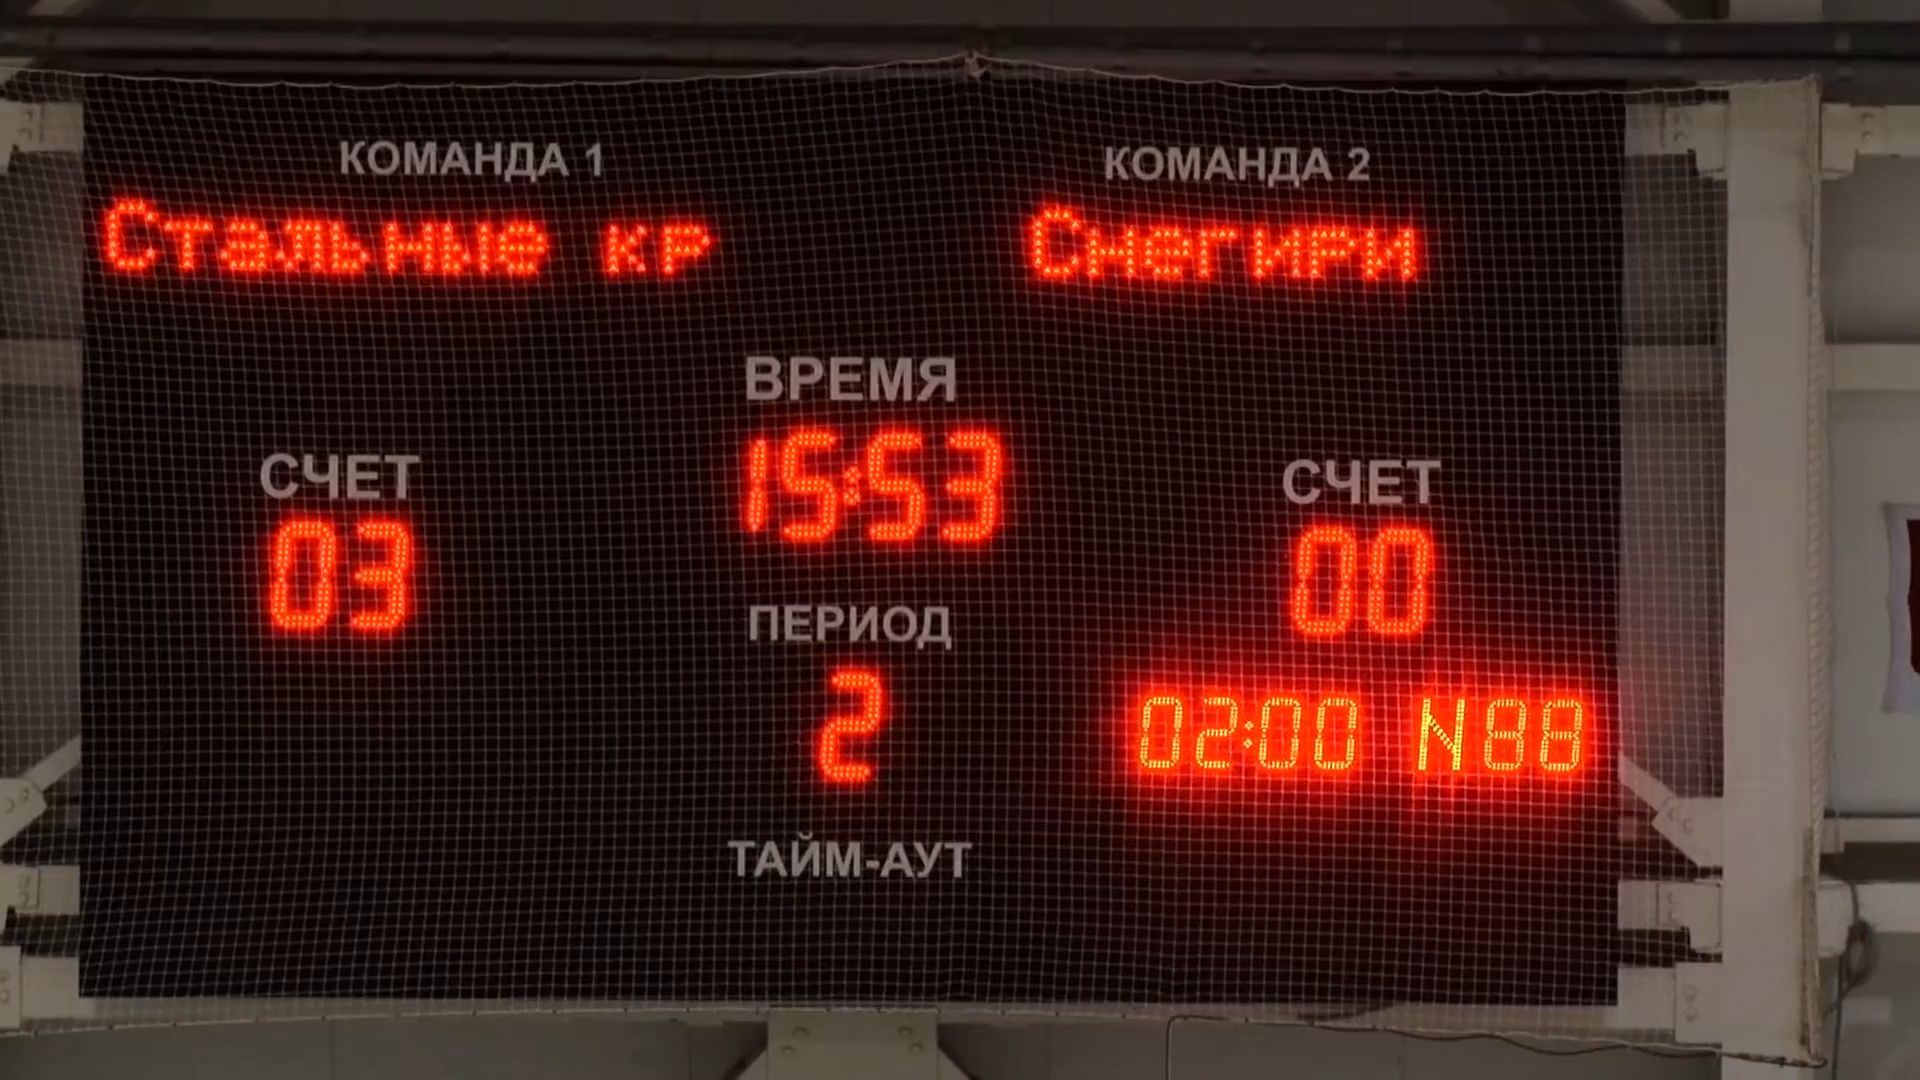 КОМАНДА 1
Стальные кр
КОМАНДА 2
Снегири
ВРЕМЯ
15:53
СЧЕТ
03
СЧЕТ
00
ПЕРИОД
2
02:00 N88
ТАЙМ-АУТ